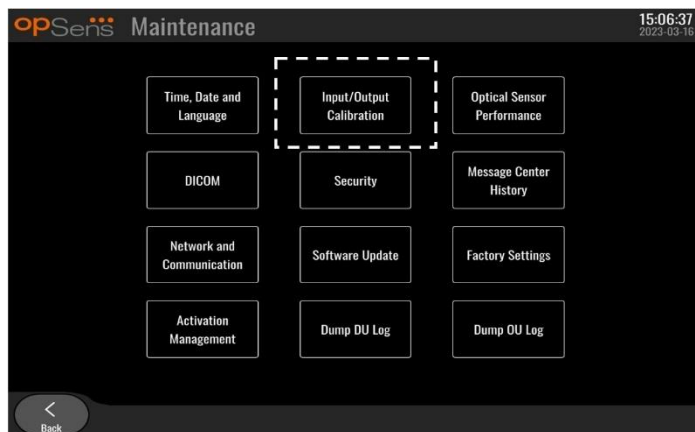 opSens Maintenance
15:06:37
2023-03-16
Time, Date and
Language
Input/Output
Calibration
Optical Sensor
Performance
DICOM
Security
Message Center
History
Network and
Communication
Software Update
Factory Settings
Activation
Management
Dump DU Log
Dump OU Log
Back